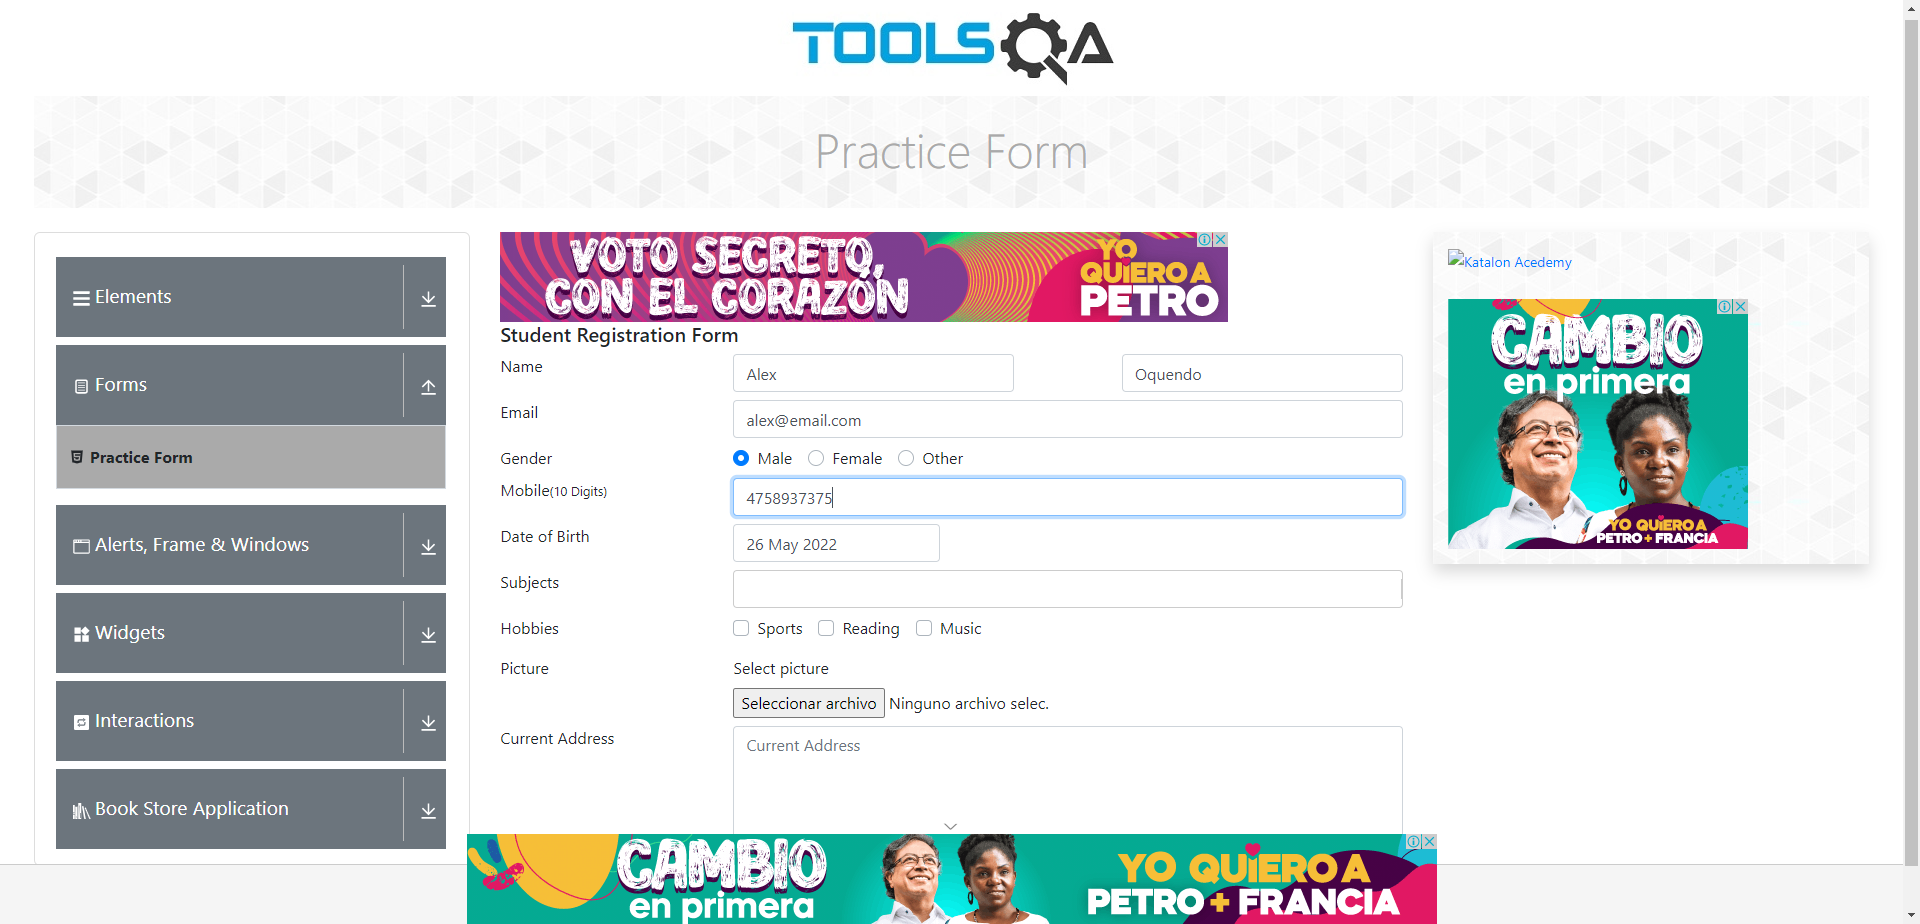 TOOLSQA
Practice Form
Elements
Forms
Practice Form
Alerts, Frame & Windows
Widgets
Interactions
Book Store Application
VOTO SECRETO,
CON EL CORAZÓN
YO
QUIERO A
PETRO
Student Registration Form
Name
Alex
Oquendo
Email
alex@email.com
Gender
Male Female Other
Mobile(10 Digits)
4758937375
Date of Birth
26 May 2022
Subjects
Hobbies
Sports Reading Music
Picture
Select picture
Seleccionar archivo Ninguno archivo selec.
Current Address
Current Address
Katalon Acedemy
CAMBIO
en primera
YO QUIERO A
PETRO+FRANCIA
CAMBIO
en primera
YO QUIERO A
PETRO+FRANCIA